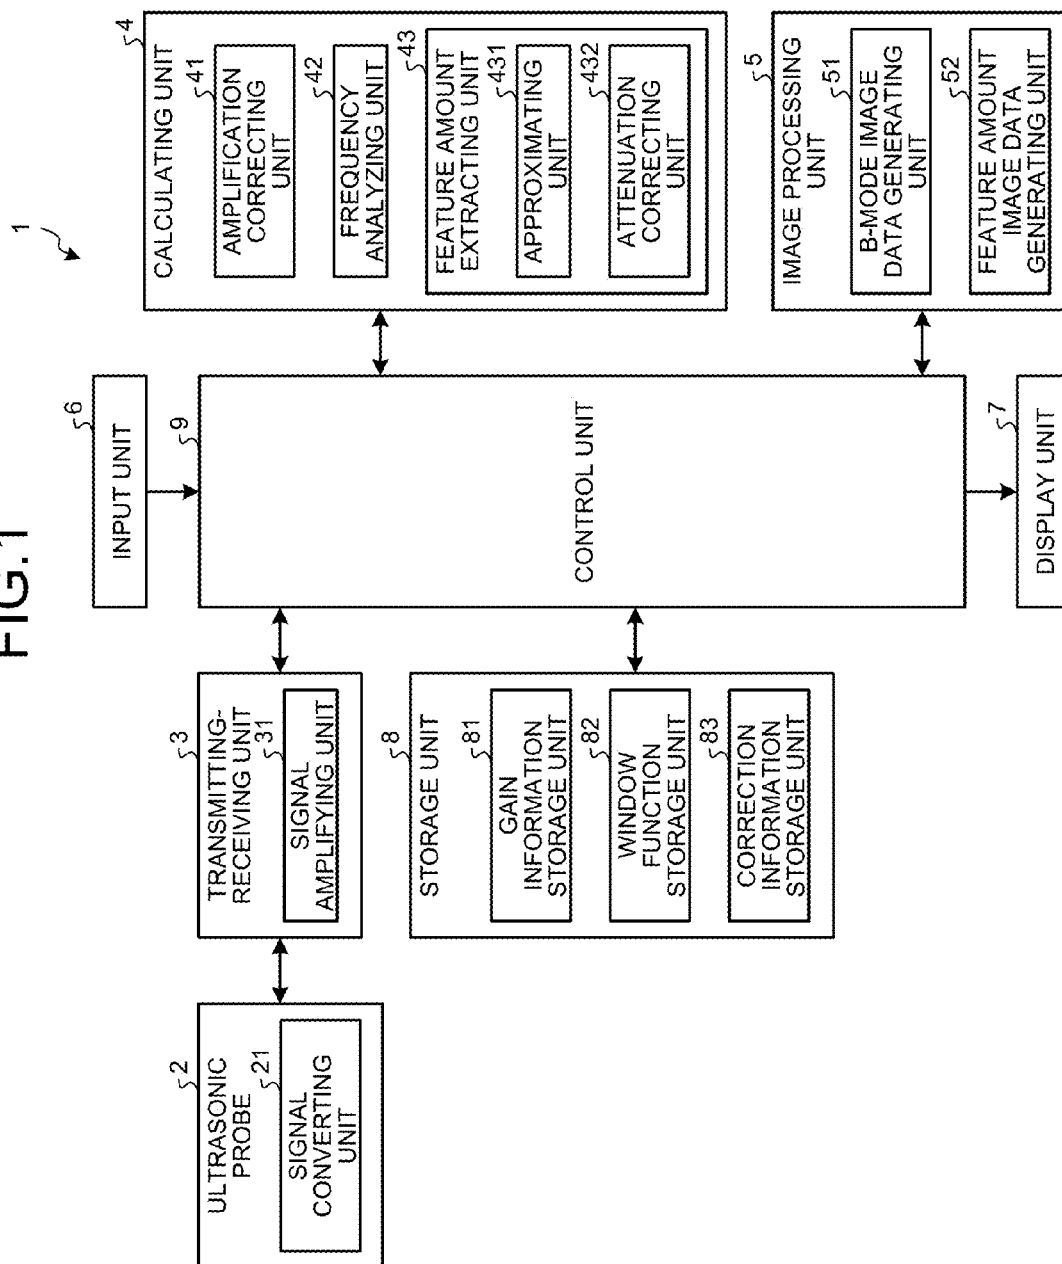 FIG.1
1
2
ULTRASONIC
PROBE
21
SIGNAL
CONVERTING
UNIT
3
TRANSMITTING-
RECEIVING UNIT
31
SIGNAL
AMPLIFYING UNIT
8
STORAGE UNIT
81
GAIN
INFORMATION
STORAGE UNIT
82
WINDOW
FUNCTION
STORAGE UNIT
83
CORRECTION
INFORMATION
STORAGE UNIT
6
INPUT UNIT
9
CONTROL UNIT
7
DISPLAY UNIT
4
CALCULATING UNIT
41
AMPLIFICATION
CORRECTING
UNIT
42
FREQUENCY
ANALYZING UNIT
43
FEATURE AMOUNT
EXTRACTING UNIT
431
APPROXIMATING
UNIT
432
ATTENUATION
CORRECTING
UNIT
5
IMAGE PROCESSING
UNIT
51
B-MODE IMAGE
DATA GENERATING
UNIT
52
FEATURE AMOUNT
IMAGE DATA
GENERATING UNIT